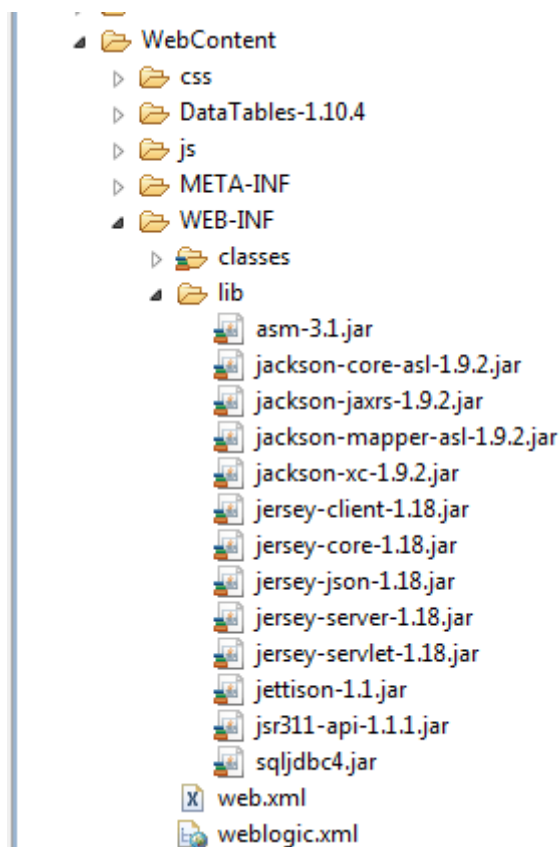 WebContent
css
DataTables-1.10.4
js
META-INF
WEB-INF
classes
lib
asm-3.1.jar
jackson-core-asl-1.9.2.jar
jackson-jaxrs-1.9.2.jar
jackson-mapper-asl-1.9.2.jar
jackson-xc-1.9.2.jar
jersey-client-1.18.jar
jersey-core-1.18.jar
jersey-json-1.18.jar
jersey-server-1.18.jar
jersey-servlet-1.18.jar
jettison-1.1.jar
jsr311-api-1.1.1.jar
sqljdbc4.jar
web.xml
weblogic.xml